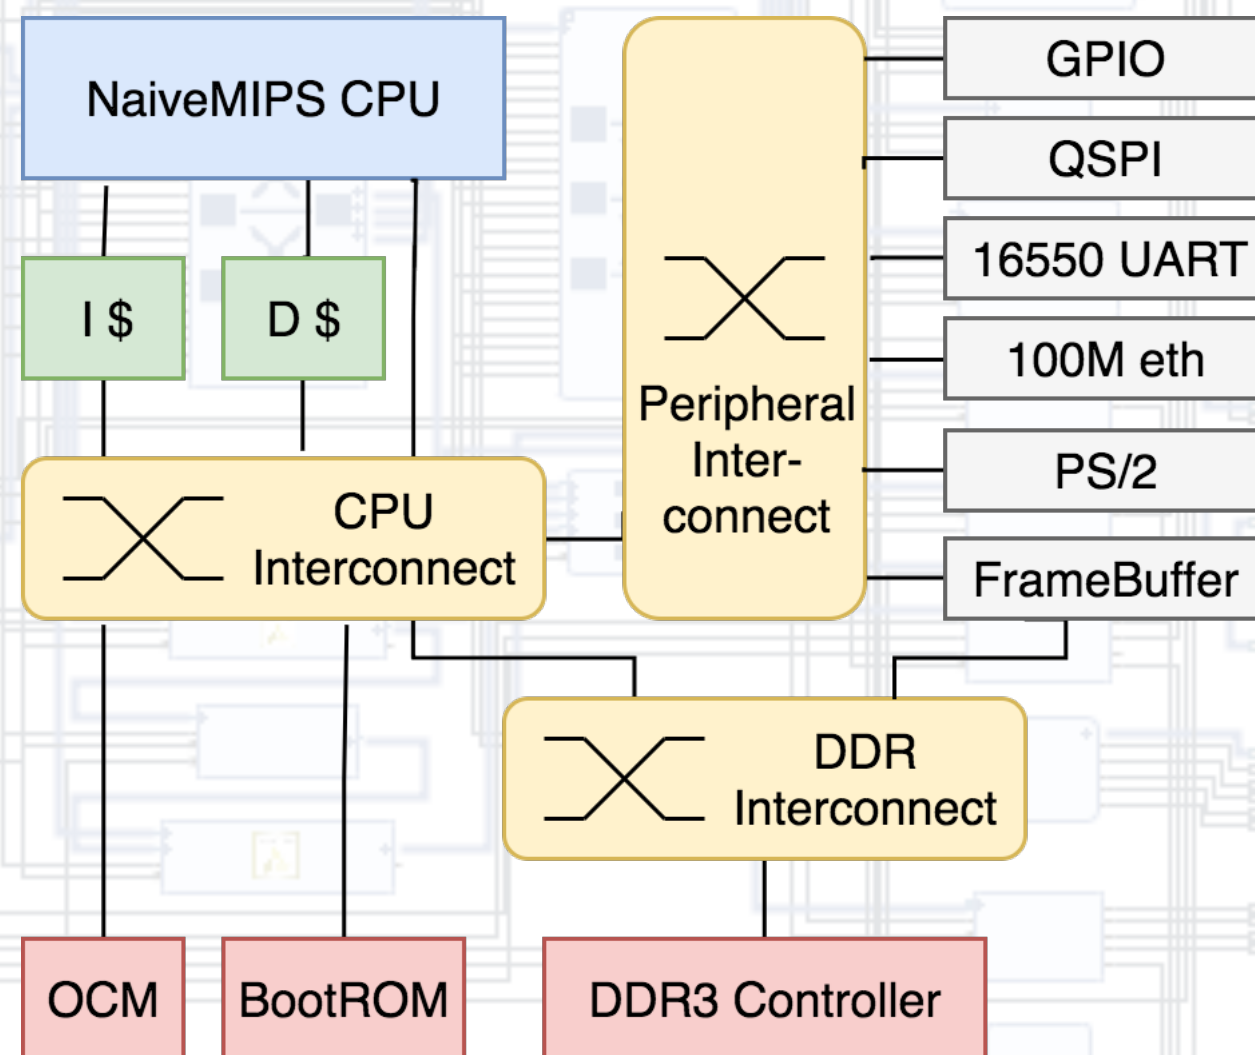 NaiveMIPS CPU
I $
D $
CPU
Interconnect
Peripheral
Inter-
connect
GPIO
QSPI
16550 UART
100M eth
PS/2
FrameBuffer
DDR
Interconnect
OCM
BootROM
DDR3 Controller